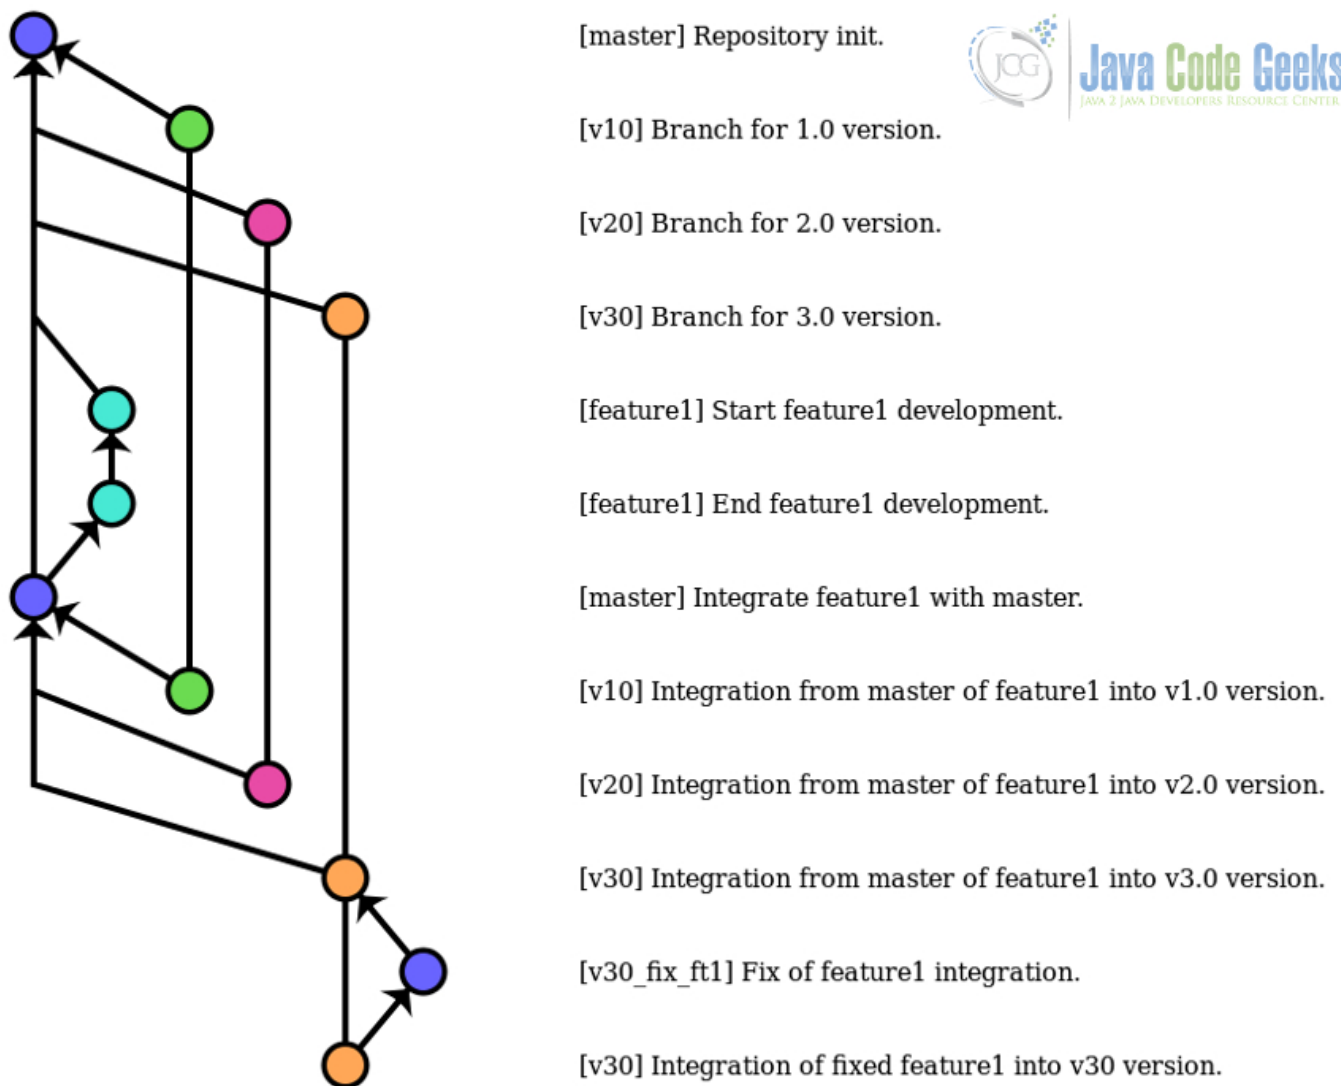 [master] Repository init.
JCG
Java Code Geeks
JAVA 2 JAVA DEVELOPERS RESOURCE CENTER
[v10] Branch for 1.0 version.
[v20] Branch for 2.0 version.
[v30] Branch for 3.0 version.
[feature1] Start feature1 development.
[feature1] End feature1 development.
[master] Integrate feature1 with master.
[v10] Integration from master of feature1 into v1.0 version.
[v20] Integration from master of feature1 into v2.0 version.
[v30] Integration from master of feature1 into v3.0 version.
[v30_fix_ft1] Fix of feature1 integration.
[v30] Integration of fixed feature1 into v30 version.